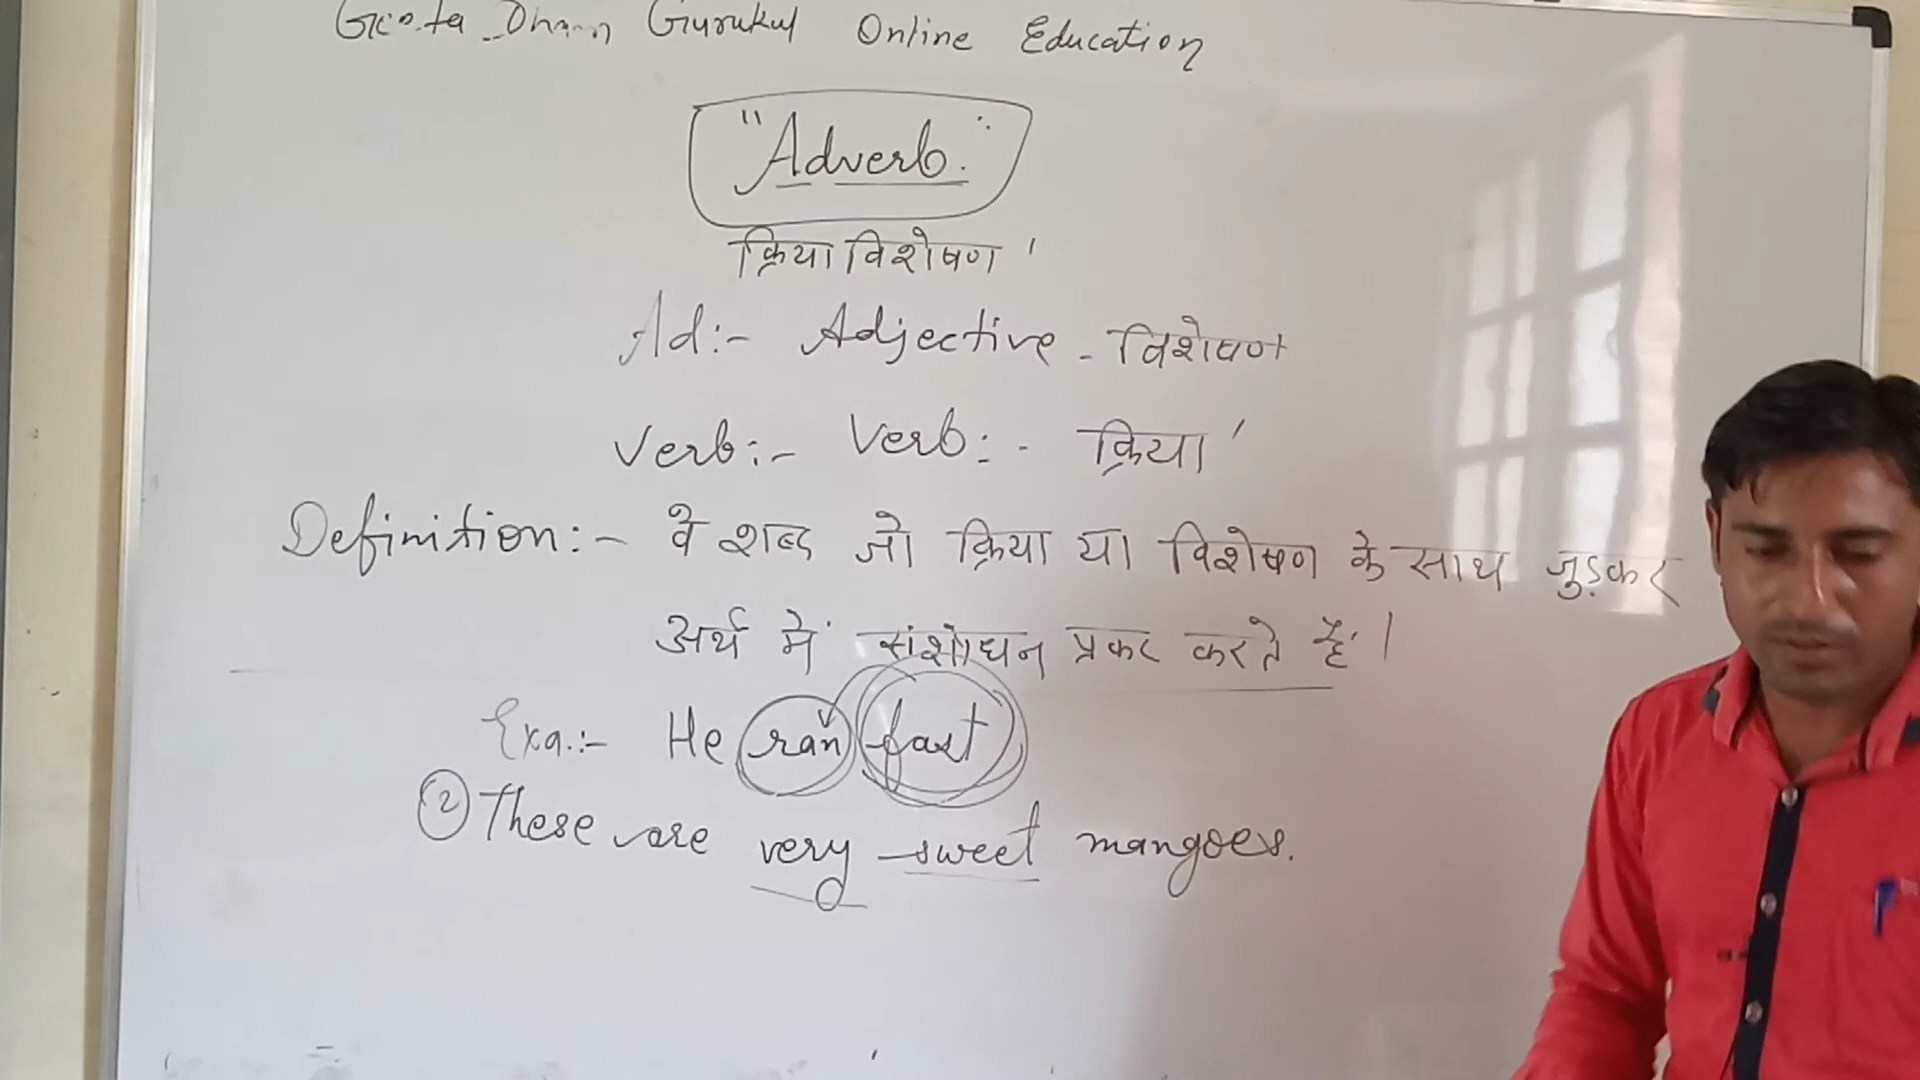 Gurukul Online Education
"Adverb."
क्रिया विशेषण'
Ad:- Adjective - विशेषण
Verb:- Verb:- क्रिया'
Definition:- वे शब्द जो क्रिया या विशेषण के साथ जुड़कर
अर्थ में संशोधन प्रकट करते हैं।
Exa.:- He ran fast
② These are very sweet mangoes.